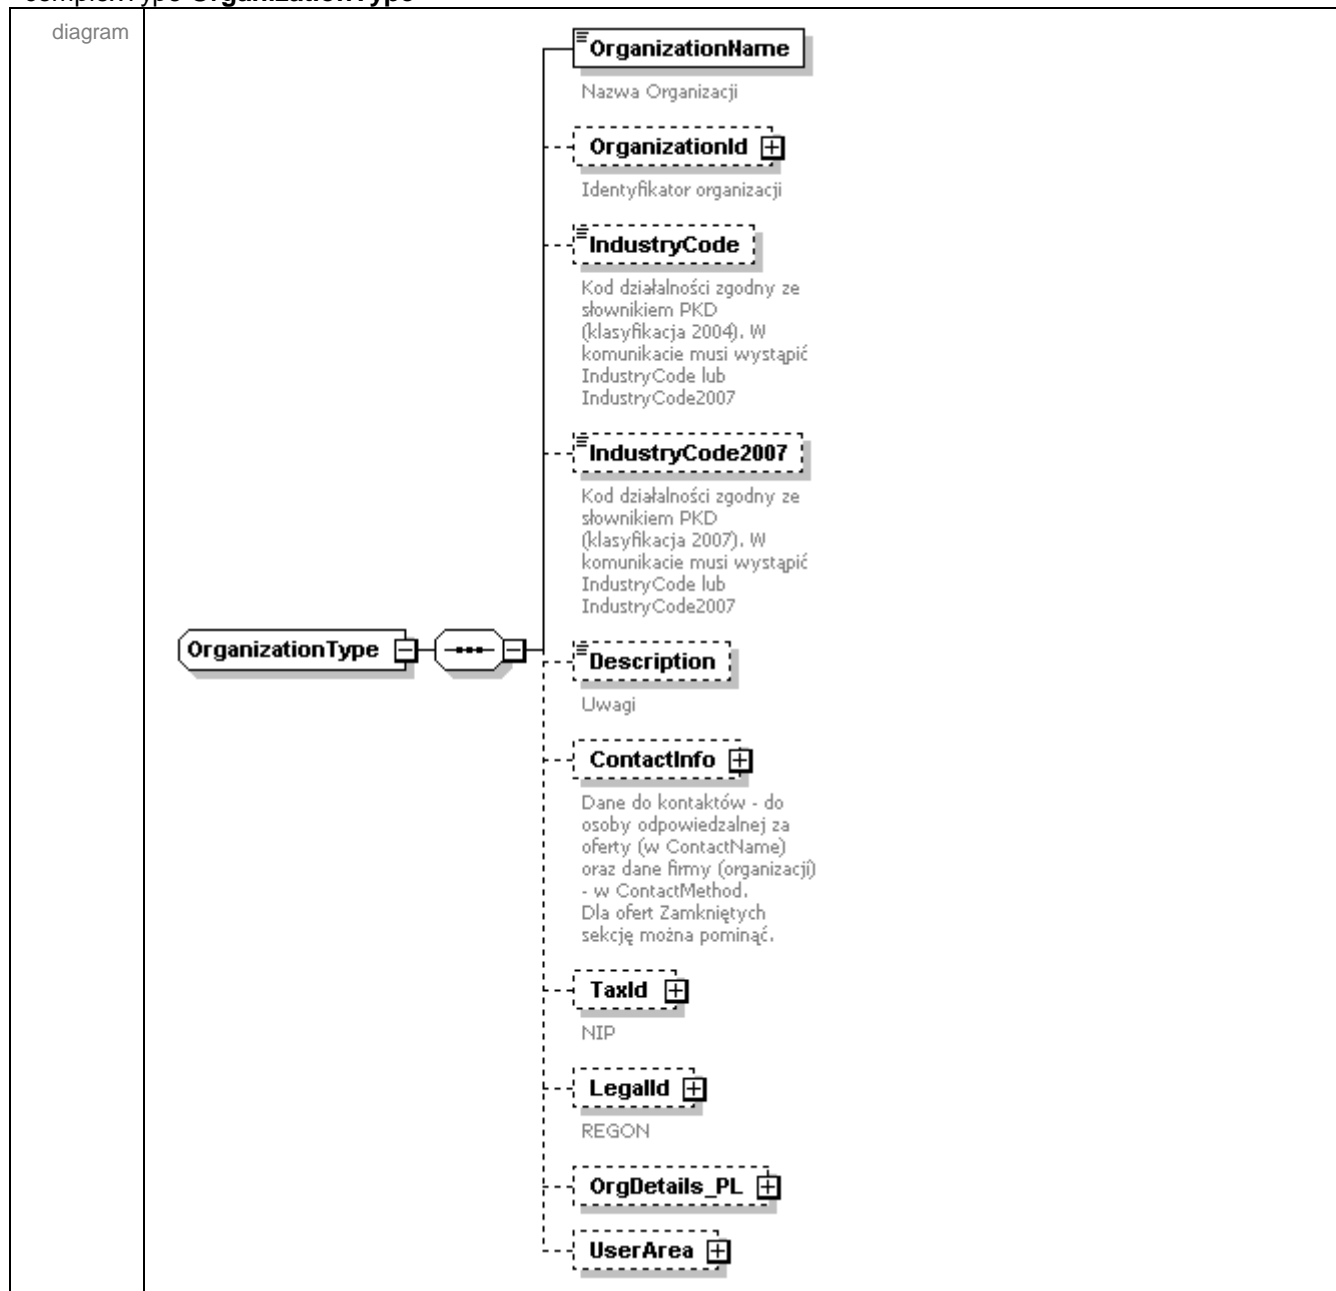 complexType OrganizationType
diagram
OrganizationName
Nazwa Organizacji
OrganizationId
Identyfikator organizacji
IndustryCode
Kod działalności zgodny ze
słownikiem PKD
(klasyfikacja 2004). W
komunikacie musi wystąpić
IndustryCode lub
IndustryCode2007
IndustryCode2007
Kod działalności zgodny ze
słownikiem PKD
(klasyfikacja 2007). W
komunikacie musi wystąpić
IndustryCode lub
IndustryCode2007
OrganizationType
Description
Uwagi
ContactInfo
Dane do kontaktów - do
osoby odpowiedzalnej za
oferty (w ContactName)
oraz dane firmy (organizacji)
- w ContactMethod.
Dla ofert Zamkniętych
sekcję można pominąć.
TaxId
NIP
LegalId
REGON
OrgDetails_PL
UserArea